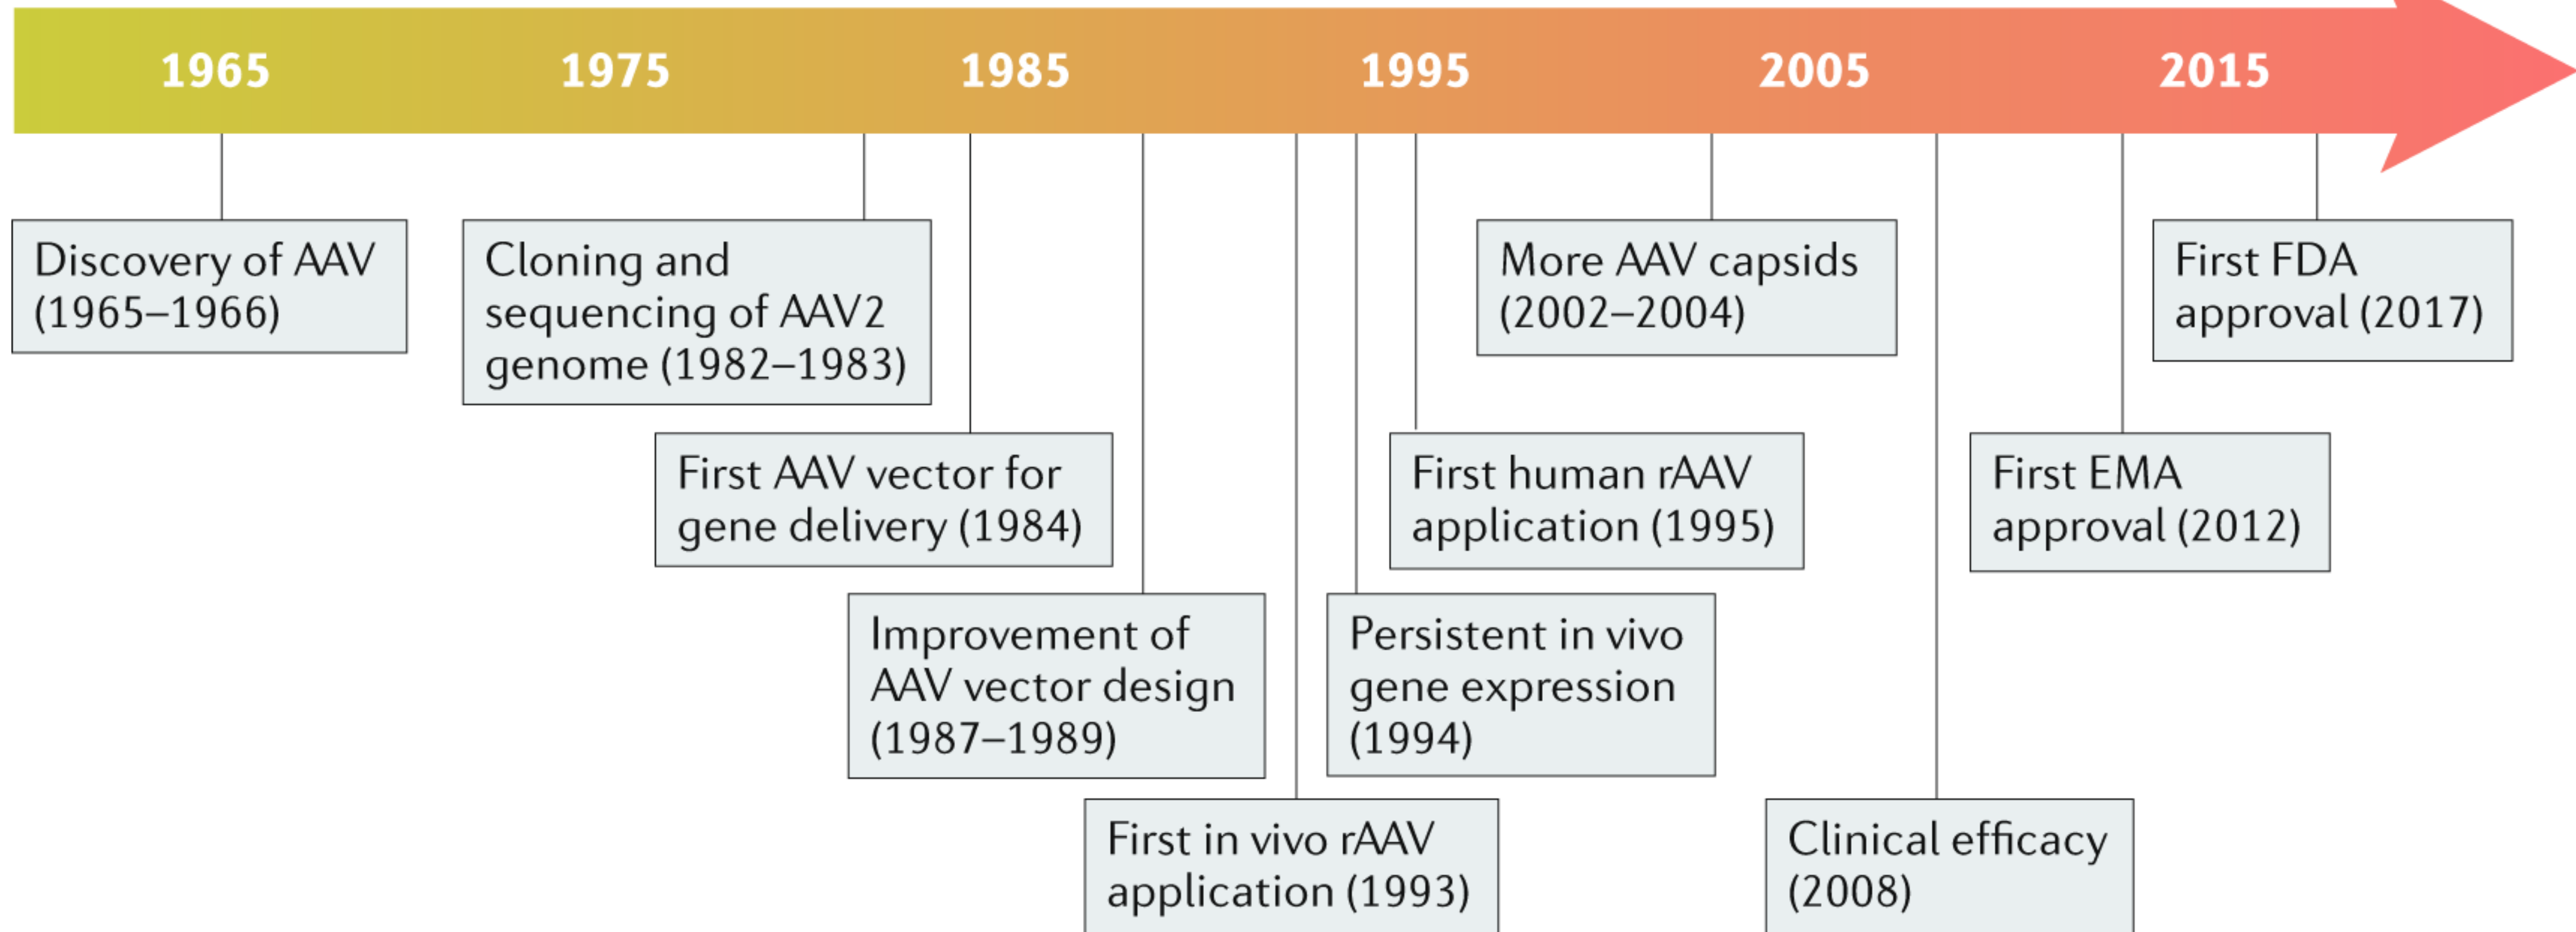 1965 1975 1985 1995 2005 2015
Discovery of AAV
(1965–1966)
Cloning and
sequencing of AAV2
genome (1982–1983)
First AAV vector for
gene delivery (1984)
Improvement of
AAV vector design
(1987–1989)
First in vivo rAAV
application (1993)
Persistent in vivo
gene expression
(1994)
First human rAAV
application (1995)
More AAV capsids
(2002–2004)
Clinical efficacy
(2008)
First EMA
approval (2012)
First FDA
approval (2017)